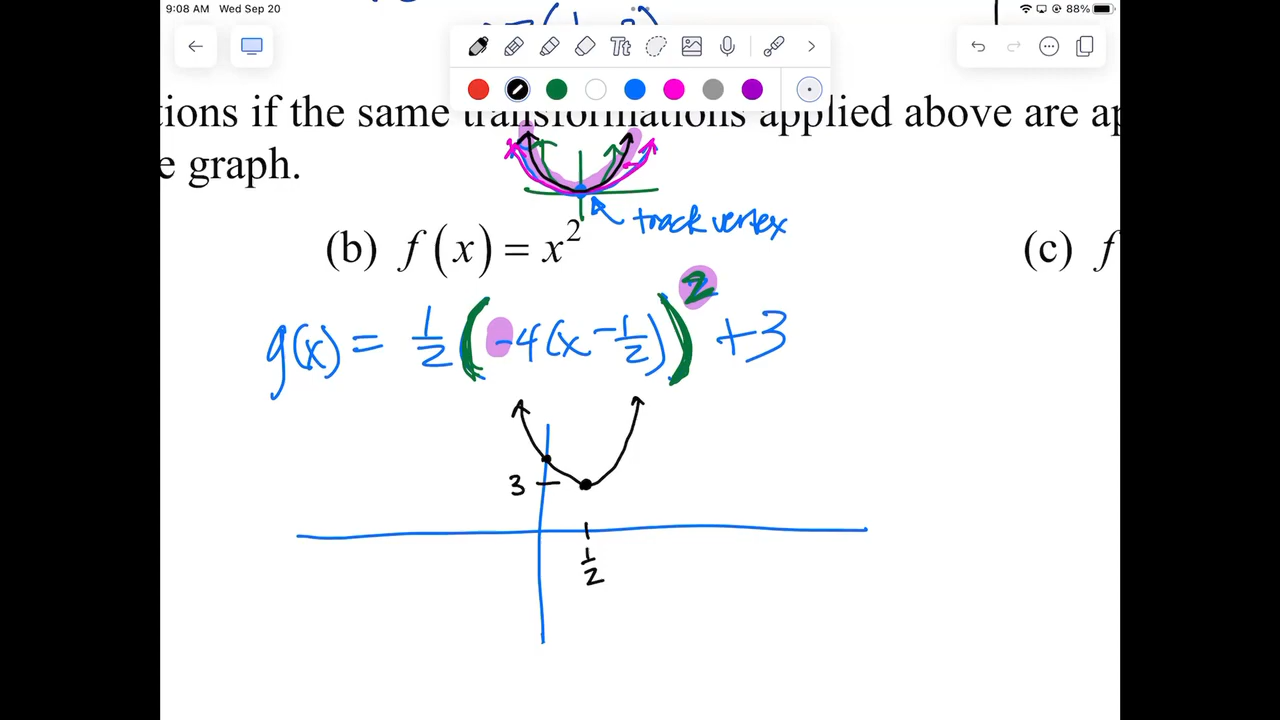 9:08 AM Wed Sep 20
88%
Tt
tions if the same transformations applied above are ap
e graph.
track vertex
(b) f(x) = x²
(c) f
g(x) = 1/2 (-4(x - 1/2))² + 3
3
1/2